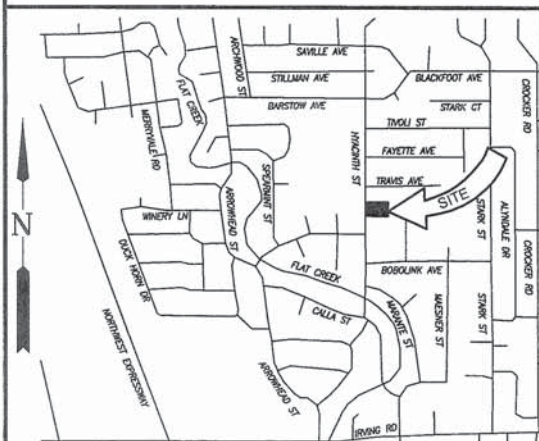 SAVILLE AVE
STILLMAN AVE
BLACKFOOT AVE
BARSTOW AVE
STARK CT
TIVOLI ST
FAYETTE AVE
TRAVIS AVE
ARCHWOOD ST
FLAT CREEK
MERRYVALE RD
HYACINTH ST
CROCKER RD
SPEARMINT ST
SITE
N
WINERY LN
ARROWHEAD ST
STARK ST
ALYNDALE DR
CROCKER RD
DUCK HORN DR
FLAT CREEK
BOBOLINK AVE
CALLA ST
MARANTE ST
MAESNER ST
STARK ST
NORTHWEST EXPRESSWAY
ARROWHEAD ST
IRVING RD